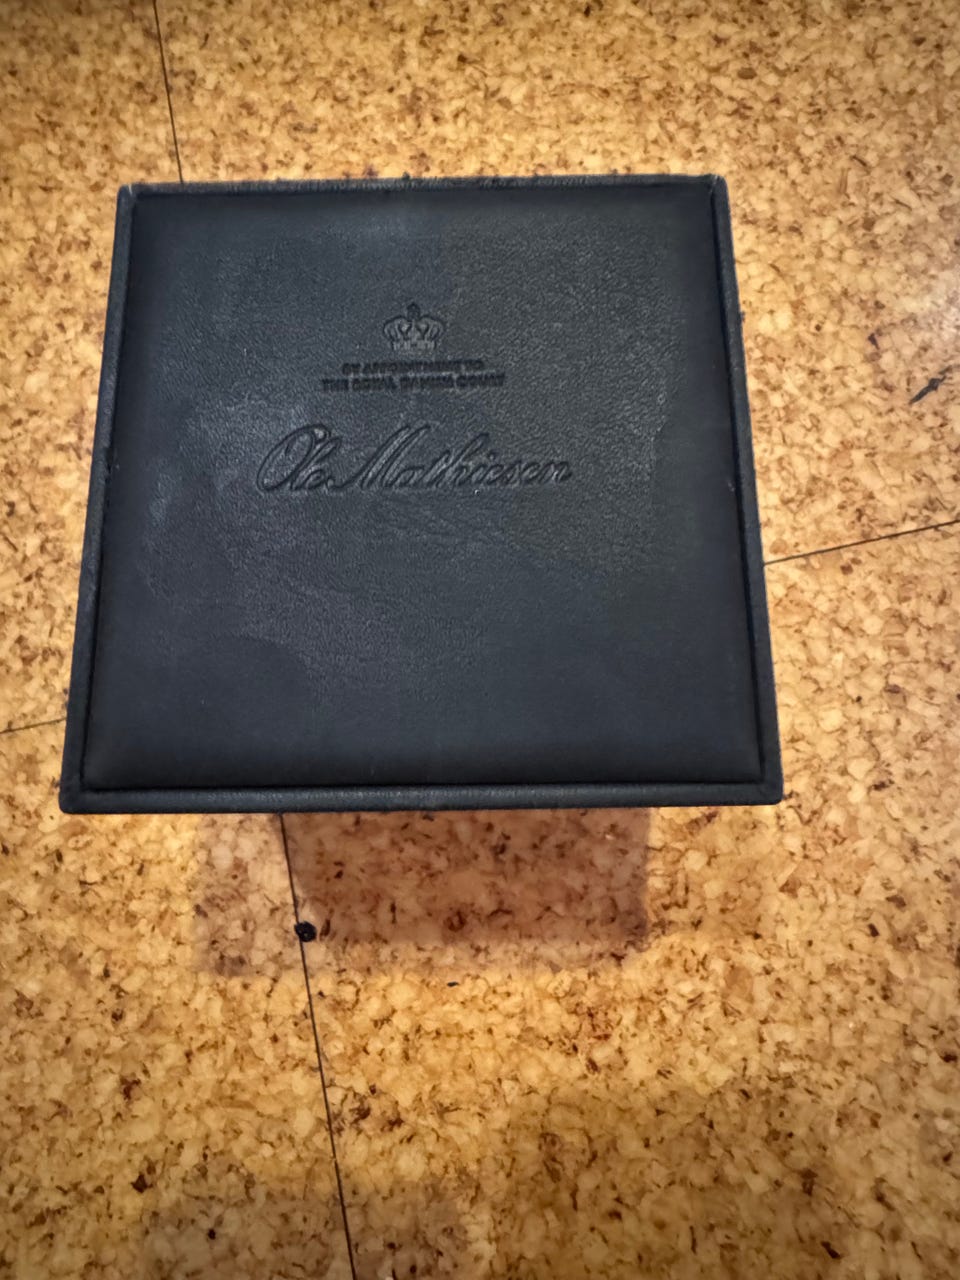 BY APPOINTMENT TO
THE ROYAL DANISH COURT
Ole Mathiesen